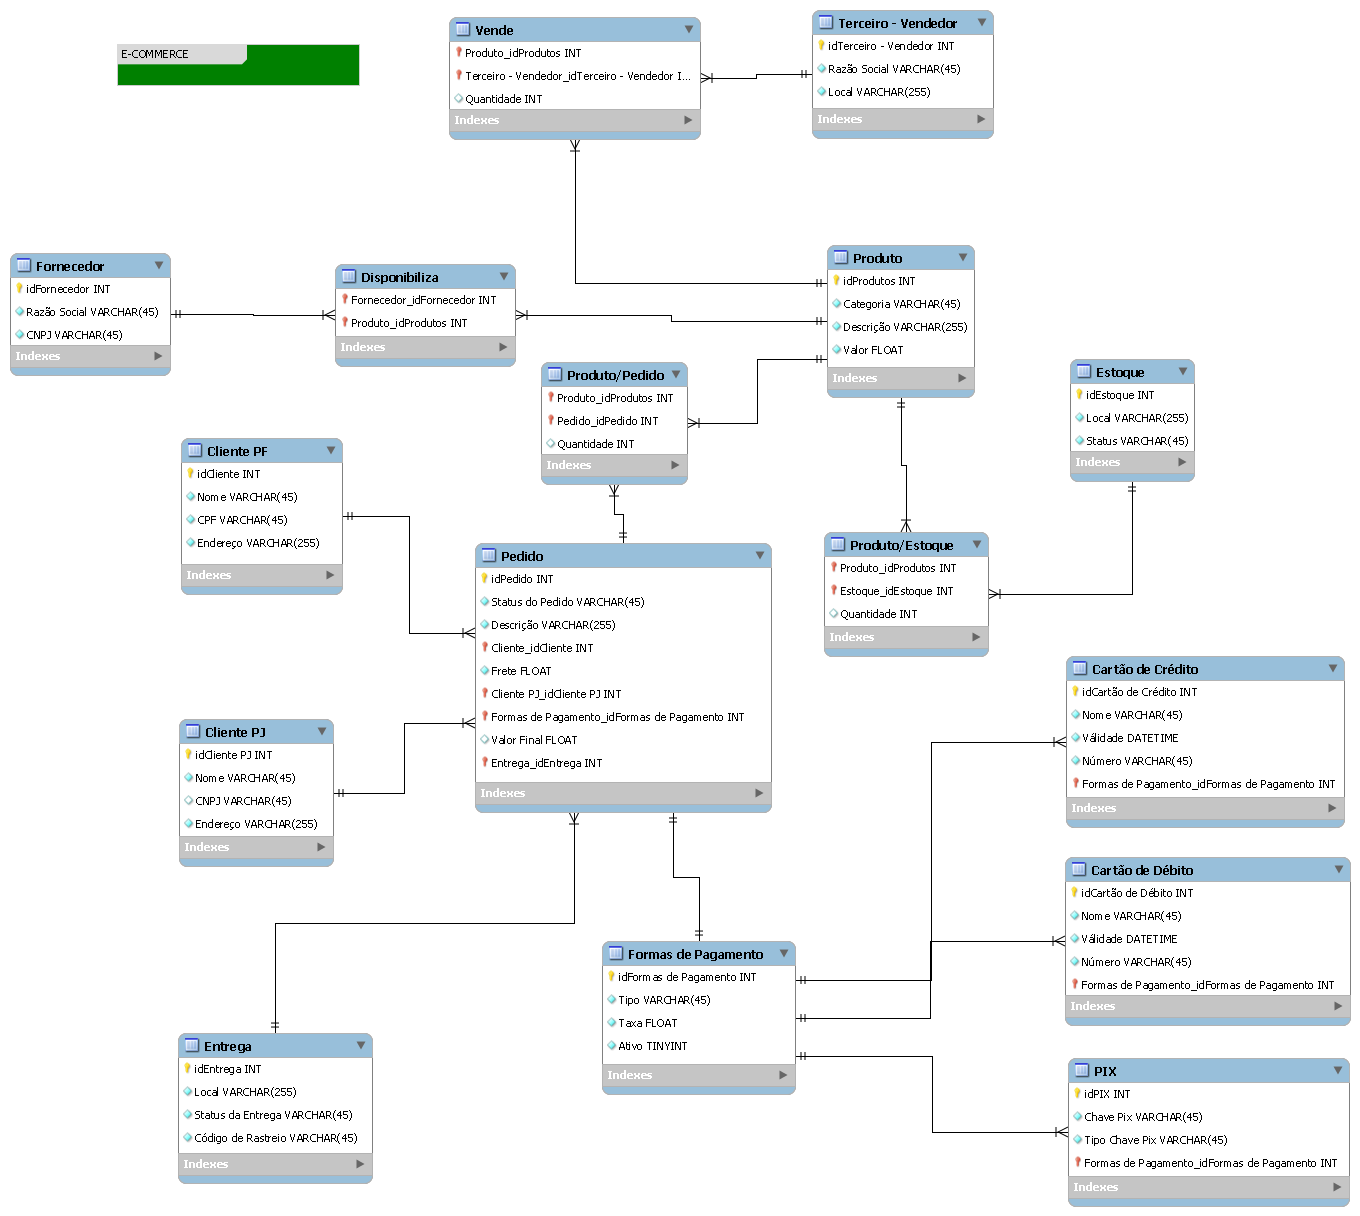 E-COMMERCE
Vende
Produto_idProdutos INT
Terceiro - Vendedor_idTerceiro - Vendedor I...
Quantidade INT
Indexes
Terceiro - Vendedor
idTerceiro - Vendedor INT
Razão Social VARCHAR(45)
Local VARCHAR(255)
Indexes
Fornecedor
idFornecedor INT
Razão Social VARCHAR(45)
CNPJ VARCHAR(45)
Indexes
Disponibiliza
Fornecedor_idFornecedor INT
Produto_idProdutos INT
Indexes
Produto
idProdutos INT
Categoria VARCHAR(45)
Descrição VARCHAR(255)
Valor FLOAT
Indexes
Produto/Pedido
Produto_idProdutos INT
Pedido_idPedido INT
Quantidade INT
Indexes
Estoque
idEstoque INT
Local VARCHAR(255)
Status VARCHAR(45)
Indexes
Cliente PF
idCliente INT
Nome VARCHAR(45)
CPF VARCHAR(45)
Endereço VARCHAR(255)
Indexes
Pedido
idPedido INT
Status do Pedido VARCHAR(45)
Descrição VARCHAR(255)
Cliente_idCliente INT
Frete FLOAT
Cliente PJ_idCliente PJ INT
Formas de Pagamento_idFormas de Pagamento INT
Valor Final FLOAT
Entrega_idEntrega INT
Indexes
Produto/Estoque
Produto_idProdutos INT
Estoque_idEstoque INT
Quantidade INT
Indexes
Cliente PJ
idCliente PJ INT
Nome VARCHAR(45)
CNPJ VARCHAR(45)
Endereço VARCHAR(255)
Indexes
Cartão de Crédito
idCartão de Crédito INT
Nome VARCHAR(45)
Válidade DATETIME
Número VARCHAR(45)
Formas de Pagamento_idFormas de Pagamento INT
Indexes
Cartão de Débito
idCartão de Débito INT
Nome VARCHAR(45)
Válidade DATETIME
Número VARCHAR(45)
Formas de Pagamento_idFormas de Pagamento INT
Indexes
Formas de Pagamento
idFormas de Pagamento INT
Tipo VARCHAR(45)
Taxa FLOAT
Ativo TINYINT
Indexes
Entrega
idEntrega INT
Local VARCHAR(255)
Status da Entrega VARCHAR(45)
Código de Rastreio VARCHAR(45)
Indexes
PIX
idPIX INT
Chave Pix VARCHAR(45)
Tipo Chave Pix VARCHAR(45)
Formas de Pagamento_idFormas de Pagamento INT
Indexes